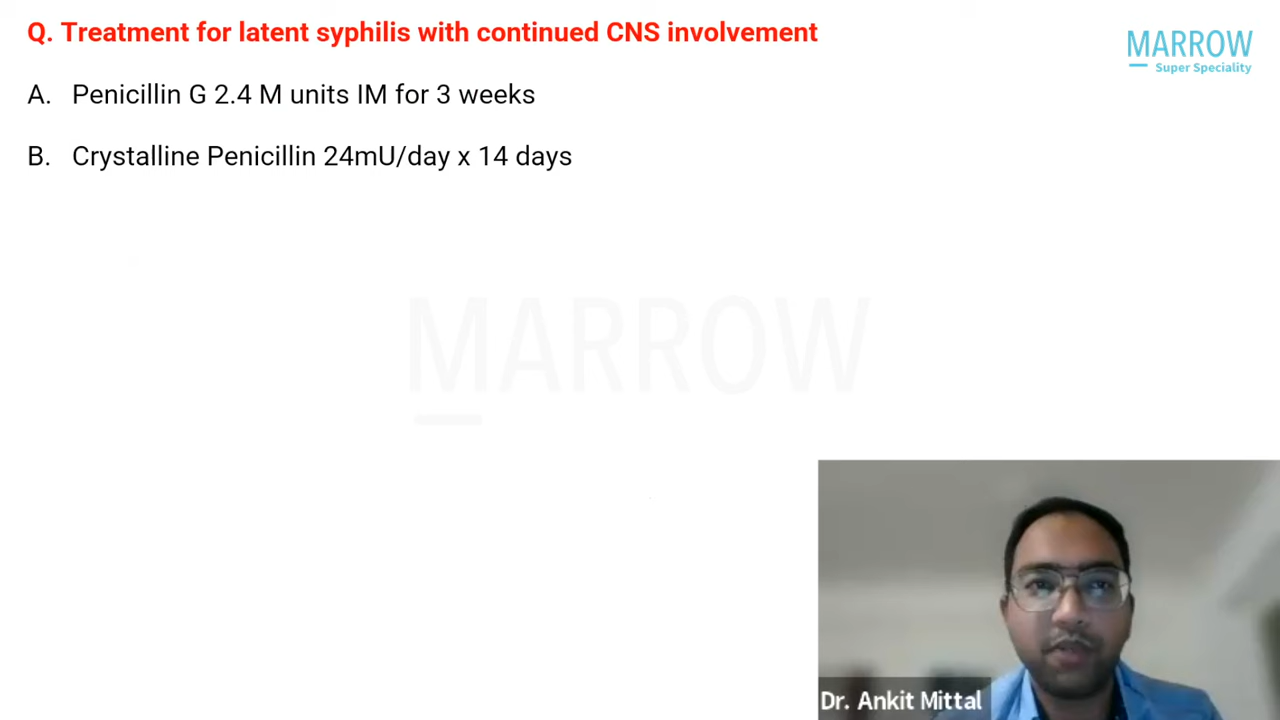 Q. Treatment for latent syphilis with continued CNS involvement
MARROW
Super Speciality
A. Penicillin G 2.4 M units IM for 3 weeks
B. Crystalline Penicillin 24mU/day x 14 days
MARROW
Dr. Ankit Mittal